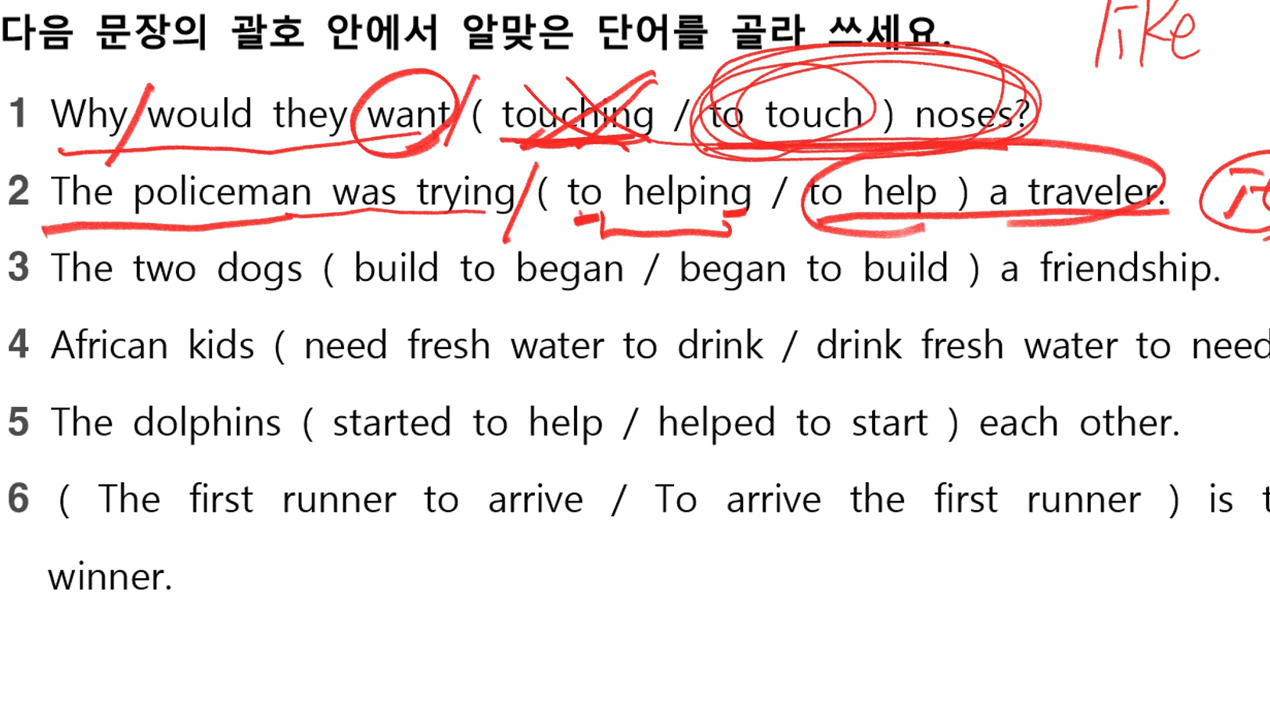 다음 문장의 괄호 안에서 알맞은 단어를 골라 쓰세요.
like
1 Why would they want ( touching / to touch ) noses?
2 The policeman was trying ( to helping / to help ) a traveler.
3 The two dogs ( build to began / began to build ) a friendship.
4 African kids ( need fresh water to drink / drink fresh water to need
5 The dolphins ( started to help / helped to start ) each other.
6 ( The first runner to arrive / To arrive the first runner ) is
winner.